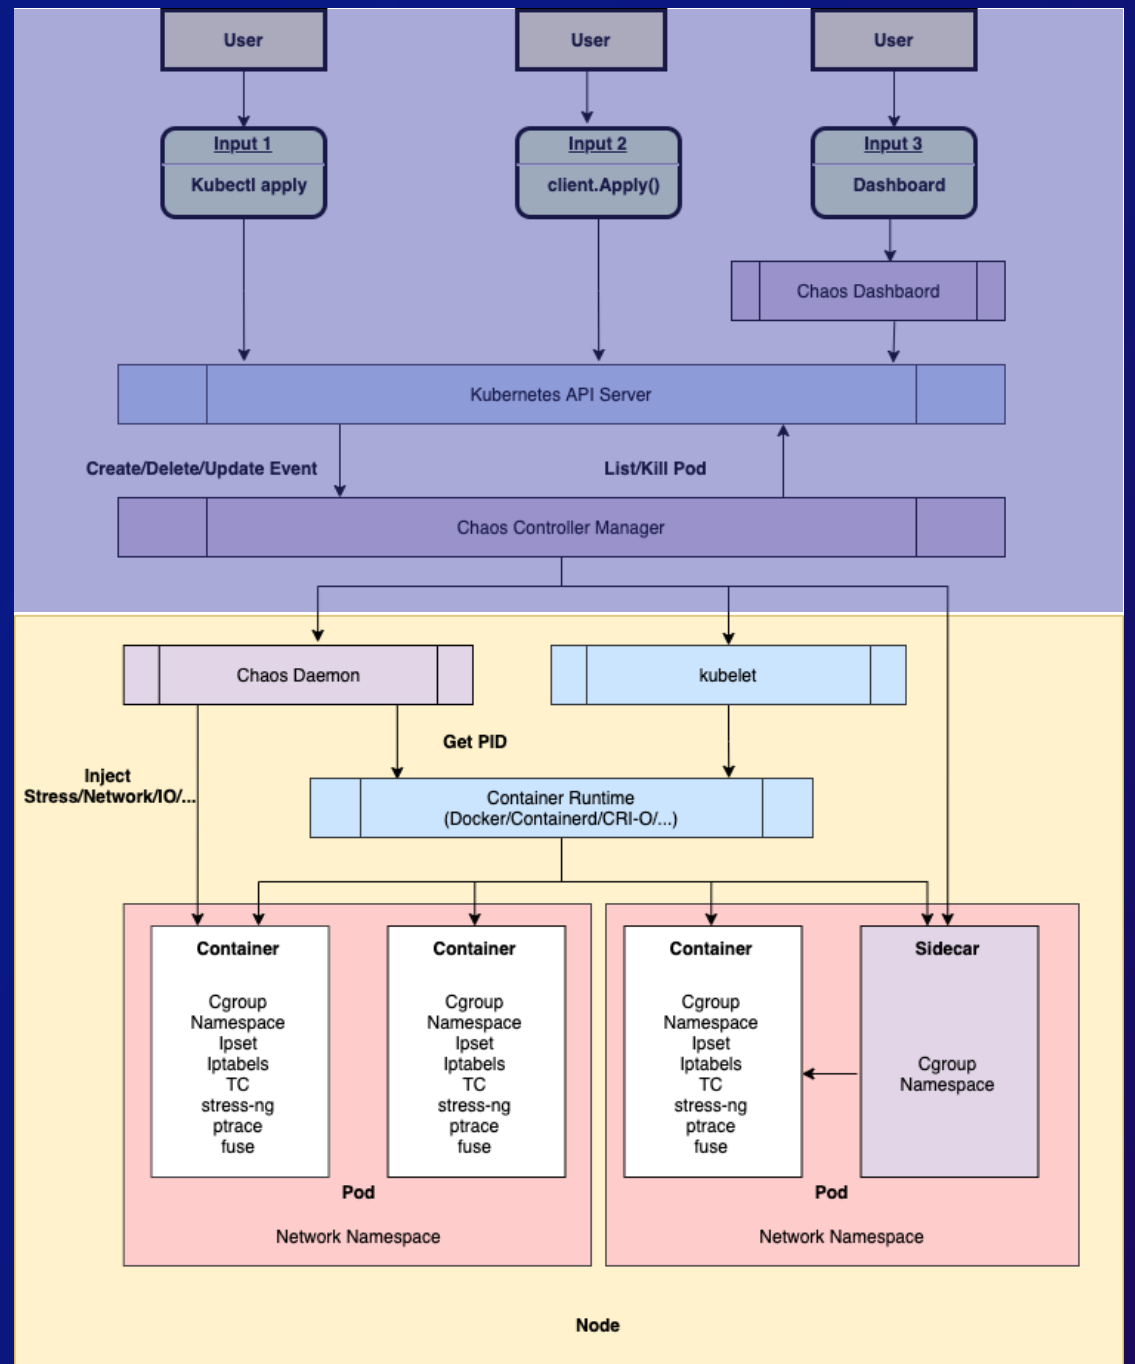 User
User
User
Input 1
Kubectl apply
Input 2
client.Apply()
Input 3
Dashboard
Chaos Dashbaord
Kubernetes API Server
Create/Delete/Update Event
List/Kill Pod
Chaos Controller Manager
Chaos Daemon
kubelet
Get PID
Inject
Stress/Network/IO/...
Container Runtime
(Docker/Containerd/CRI-O/...)
Container
Cgroup
Namespace
Ipset
Iptabels
TC
stress-ng
ptrace
fuse
Container
Cgroup
Namespace
Ipset
Iptabels
TC
stress-ng
ptrace
fuse
Pod
Network Namespace
Container
Cgroup
Namespace
Ipset
Iptabels
TC
stress-ng
ptrace
fuse
Sidecar
Cgroup
Namespace
Pod
Network Namespace
Node